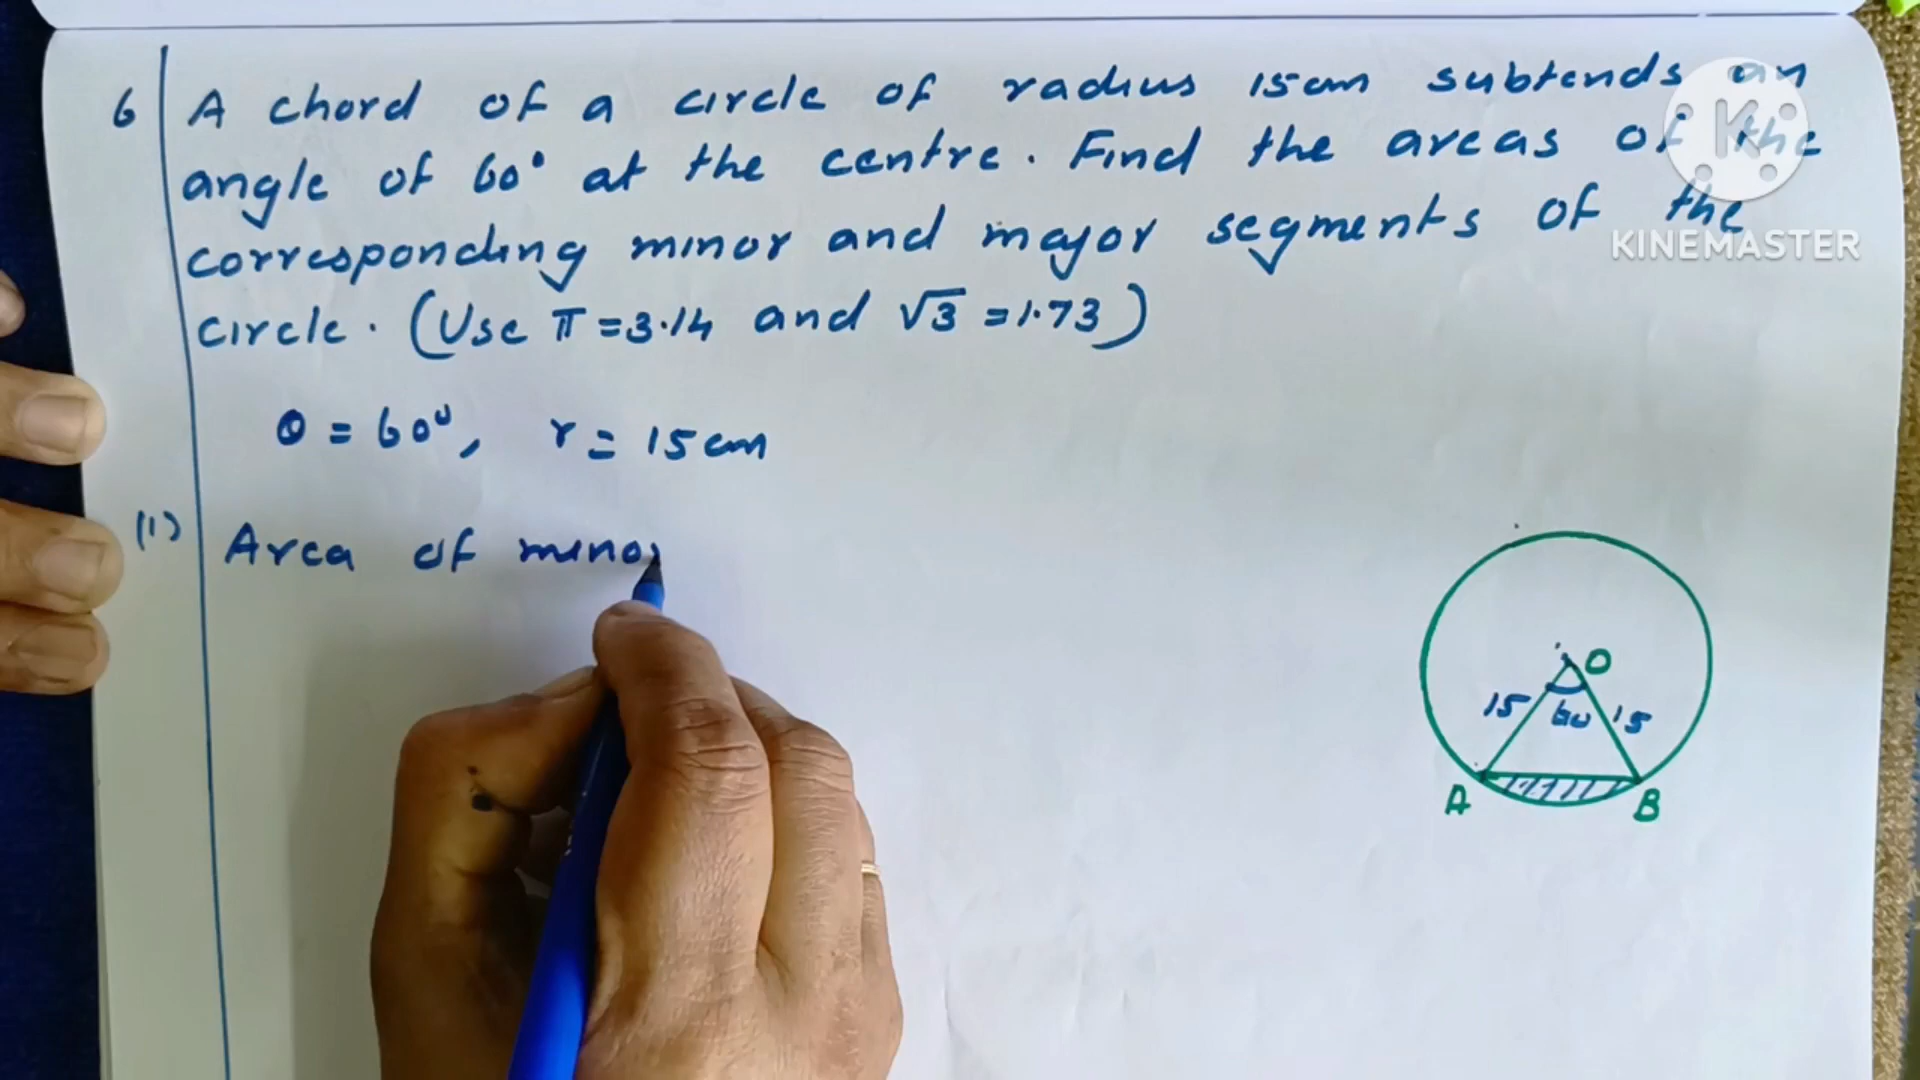 6 A chord of a circle of radius 15cm subtends an
angle of 60° at the centre. Find the areas of the
corresponding minor and major segments of the
circle. (Use π = 3.14 and √3 = 1.73)
θ = 60°, r = 15cm
(1) Area of minor
O
15 60 15
A B
K
KINEMASTER